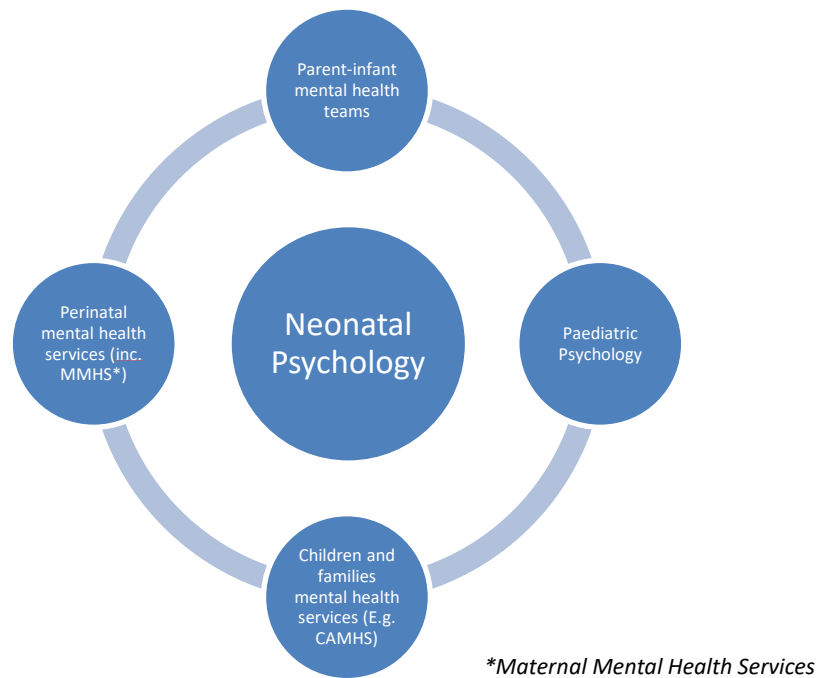 Parent-infant
mental health
teams
Perinatal
mental health
services (inc.
MMHS*)
Neonatal
Psychology
Paediatric
Psychology
Children and
families
mental health
services (E.g.
CAMHS)
*Maternal Mental Health Services